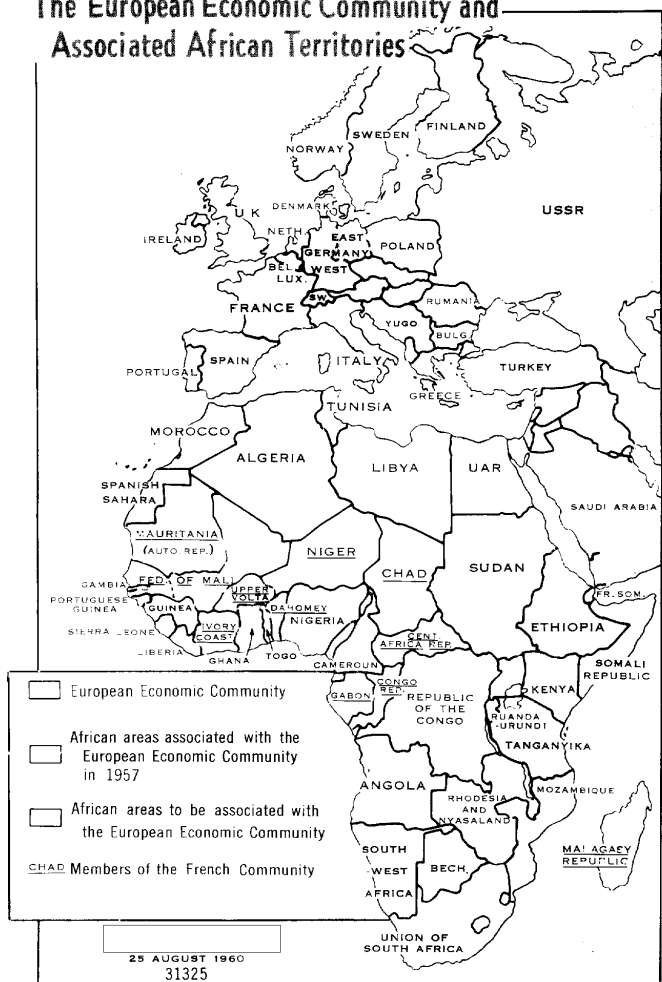 The European Economic Community and
Associated African Territories
FINLAND
SWEDEN
NORWAY
USSR
DENMARK
U K
NETH.
IRELAND
EAST
GERMANY
WEST
POLAND
BEL.
LUX.
SW.
FRANCE
RUMANIA
YUGO
BULG
ITALY
SPAIN
PORTUGAL
TURKEY
GREECE
TUNISIA
MOROCCO
ALGERIA
LIBYA
UAR
SPANISH
SAHARA
SAUDI ARABIA
MAURITANIA
(AUTO. REP.)
NIGER
CHAD
SUDAN
GAMBIA
FED. OF MALI
UPPER
VOLTA
FR. SOM.
PORTUGUESE
GUINEA
GUINEA
DAHOMEY
NIGERIA
IVORY
COAST
SIERRA LEONE
ETHIOPIA
LIBERIA
GHANA
TOGO
CENT.
AFRICA REP.
CAMEROUN
SOMALI
REPUBLIC
GABON
CONGO
REP.
REPUBLIC
OF THE
CONGO
KENYA
RUANDA
-URUNDI
TANGANYIKA
ANGOLA
RHODESIA
AND
NYASALAND
MOZAMBIQUE
SOUTH
-WEST
AFRICA
BECH.
MALAGASY
REPUBLIC
UNION OF
SOUTH AFRICA
European Economic Community
African areas associated with the
European Economic Community
in 1957
African areas to be associated with
the European Economic Community
CHAD Members of the French Community
25 AUGUST 1960
31325